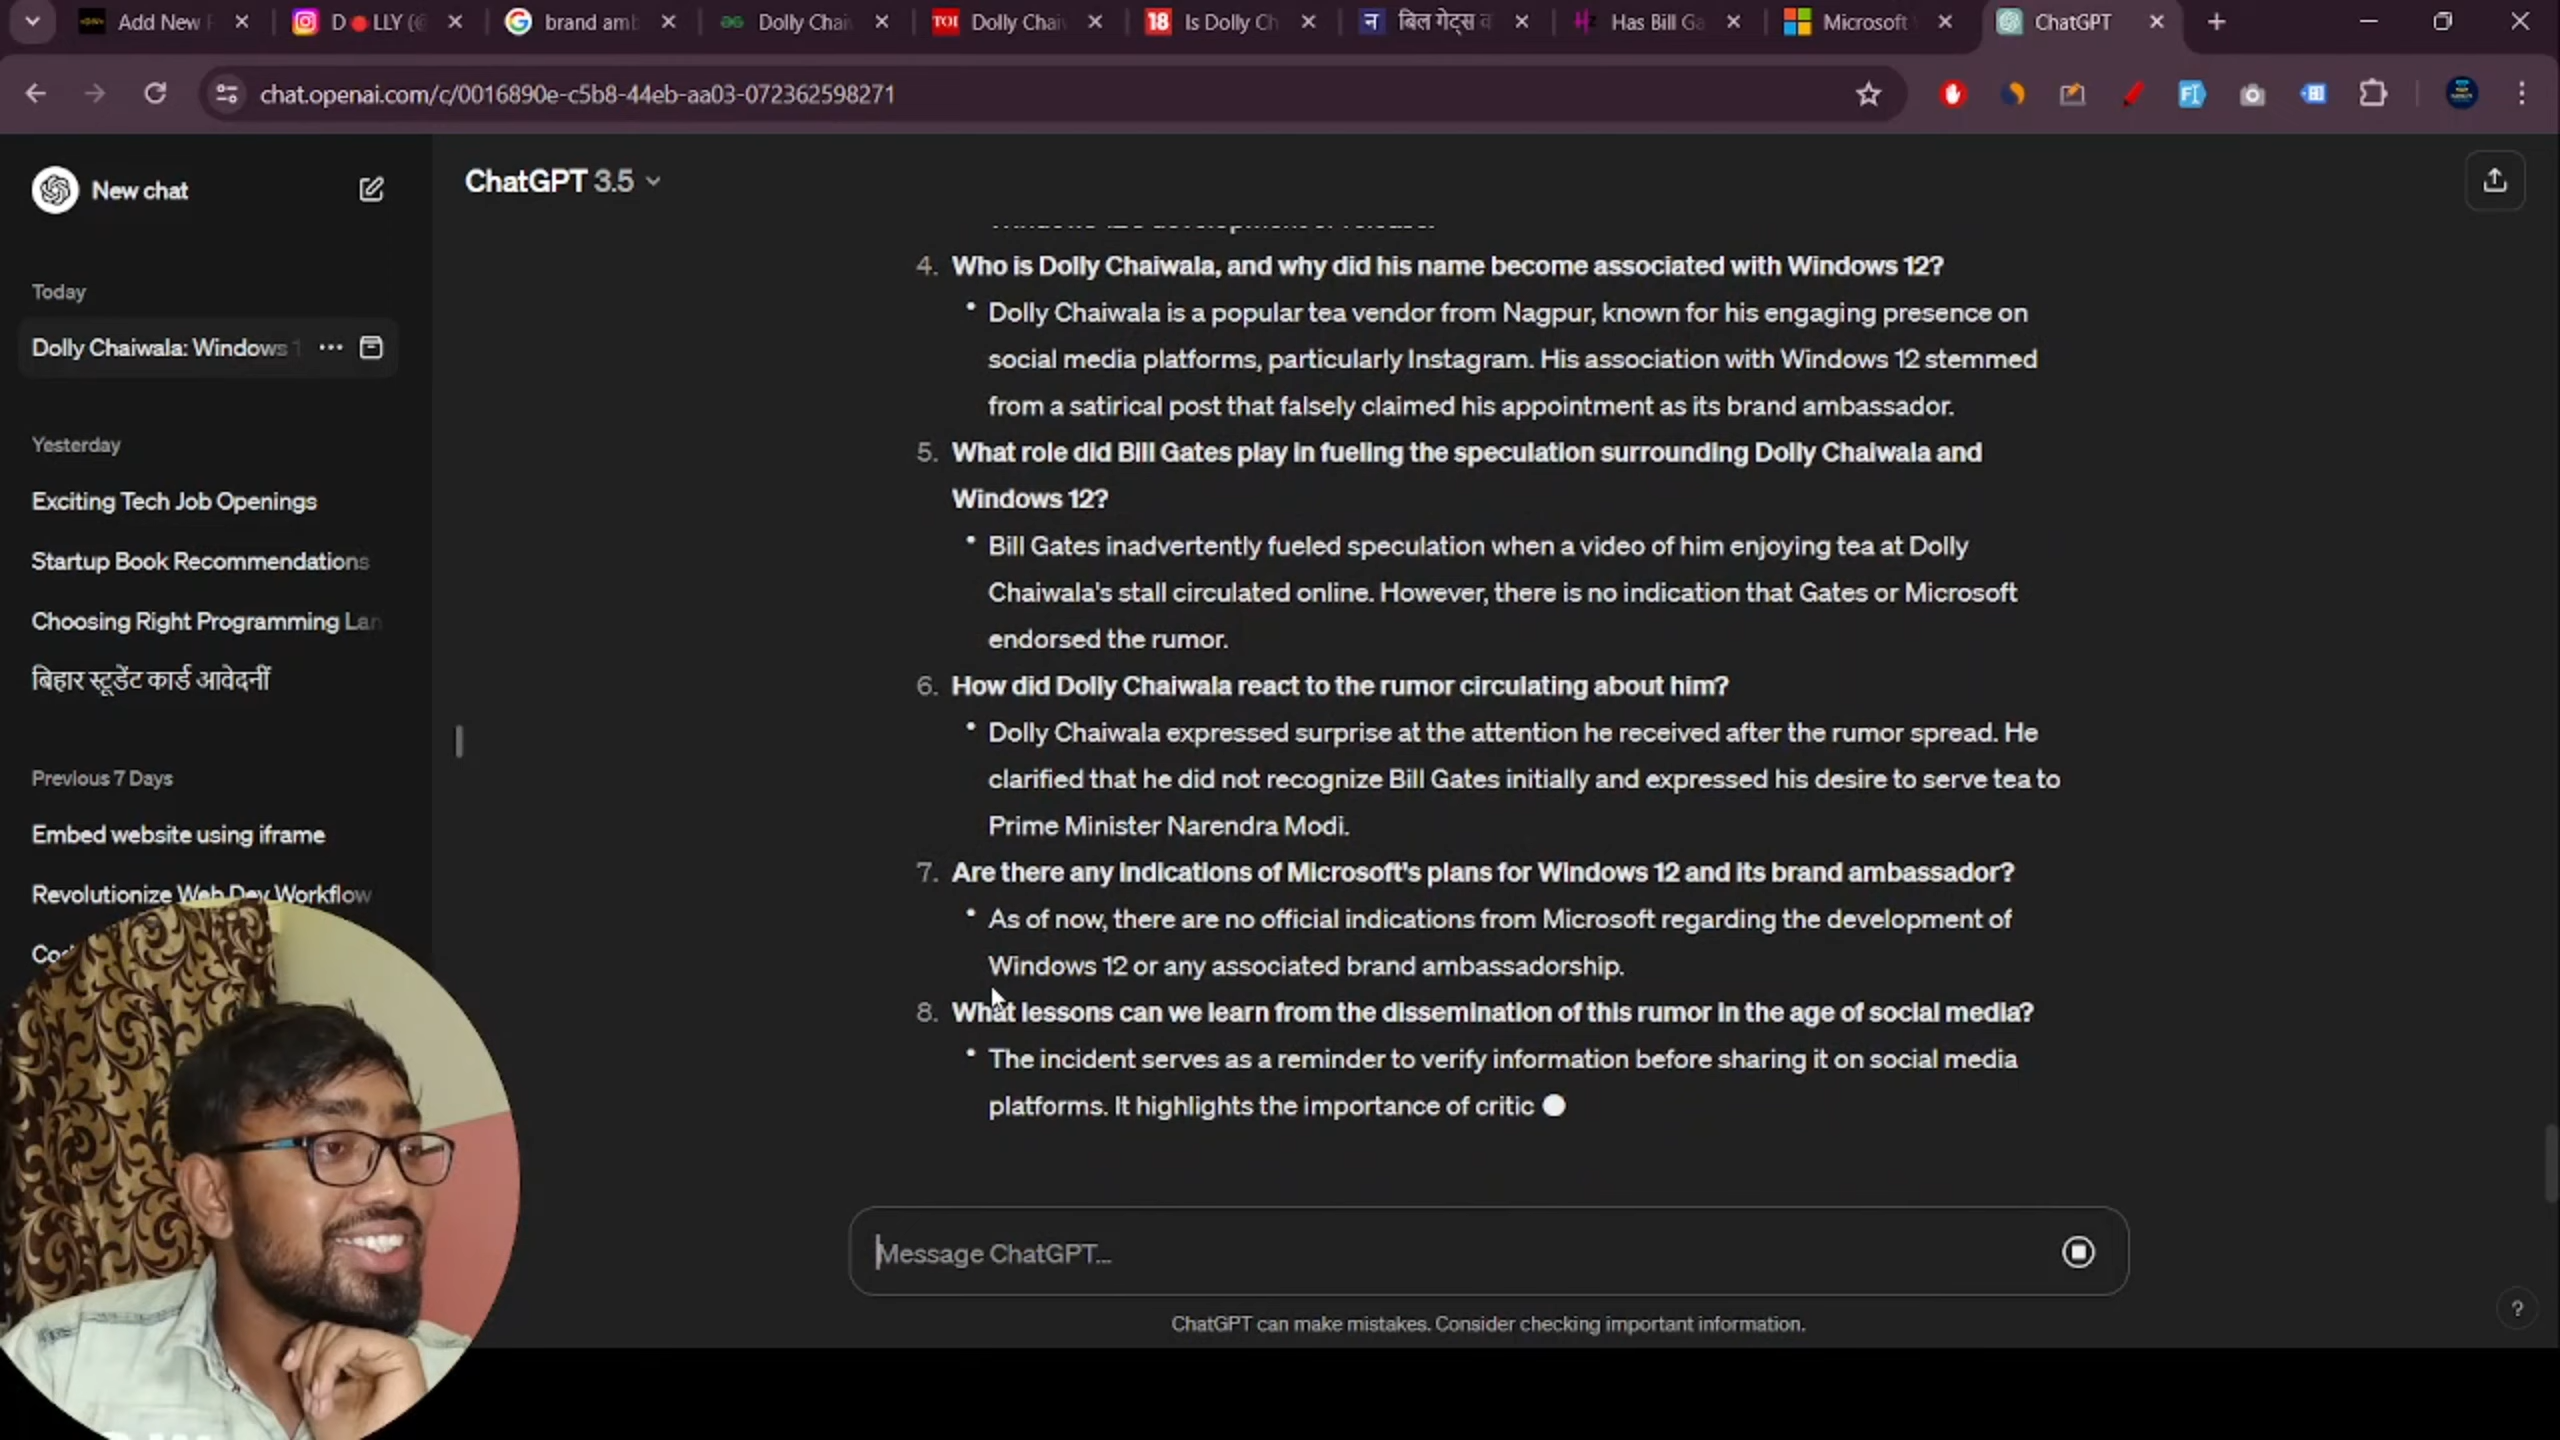 Add New
D LLY (@
brand amb
Dolly Chai
TOI Dolly Chai
18 Is Dolly Ch
न बिल गेट्स
Has Bill Ga
Microsoft
ChatGPT
chat.openai.com/c/0016890e-c5b8-44eb-aa03-072362598271
New chat
Today
Dolly Chaiwala: Windows 1
Yesterday
Exciting Tech Job Openings
Startup Book Recommendations
Choosing Right Programming Lan
बिहार स्टूडेंट कार्ड आवेदनीं
Previous 7 Days
Embed website using iframe
Revolutionize Web Dev Workflow
ChatGPT 3.5
4. Who is Dolly Chaiwala, and why did his name become associated with Windows 12?
• Dolly Chaiwala is a popular tea vendor from Nagpur, known for his engaging presence on
social media platforms, particularly Instagram. His association with Windows 12 stemmed
from a satirical post that falsely claimed his appointment as its brand ambassador.
5. What role did Bill Gates play in fueling the speculation surrounding Dolly Chaiwala and
Windows 12?
• Bill Gates inadvertently fueled speculation when a video of him enjoying tea at Dolly
Chaiwala's stall circulated online. However, there is no indication that Gates or Microsoft
endorsed the rumor.
6. How did Dolly Chaiwala react to the rumor circulating about him?
• Dolly Chaiwala expressed surprise at the attention he received after the rumor spread. He
clarified that he did not recognize Bill Gates initially and expressed his desire to serve tea to
Prime Minister Narendra Modi.
7. Are there any indications of Microsoft's plans for Windows 12 and its brand ambassador?
• As of now, there are no official indications from Microsoft regarding the development of
Windows 12 or any associated brand ambassadorship.
8. What lessons can we learn from the dissemination of this rumor in the age of social media?
• The incident serves as a reminder to verify information before sharing it on social media
platforms. It highlights the importance of critic
Message ChatGPT...
ChatGPT can make mistakes. Consider checking important information.
?